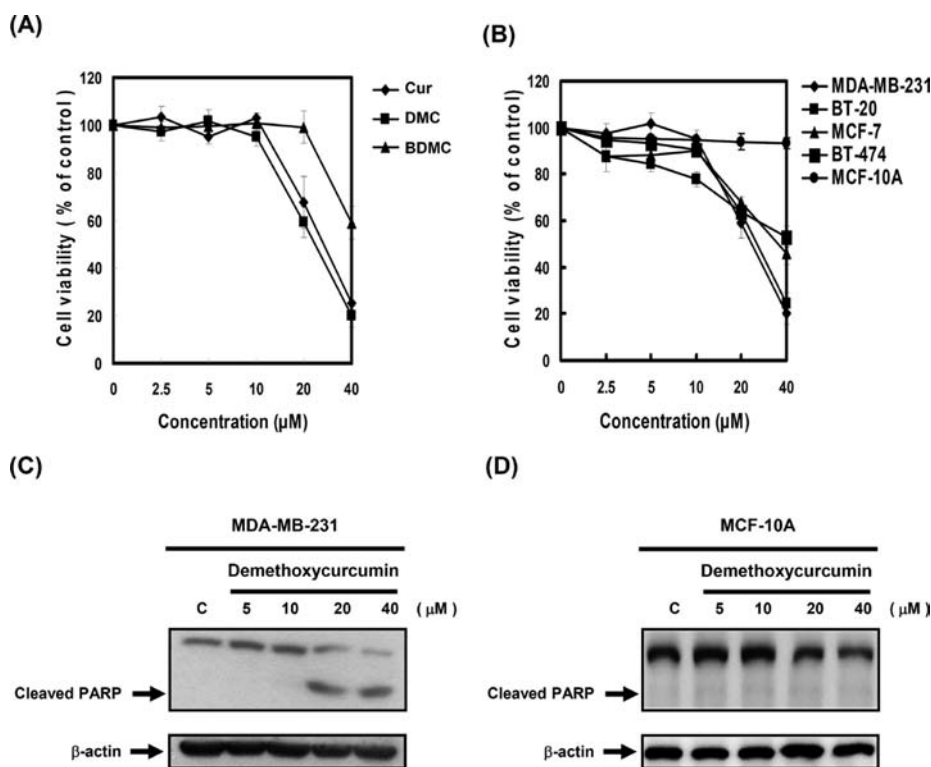 (A)
Cell viability ( % of control)
120
100
80
60
40
20
0
0 2.5 5 10 20 40
Concentration (µM)
Cur
DMC
BDMC
(B)
Cell viability (% of control)
120
100
80
60
40
20
0
0 2.5 5 10 20 40
Concentration (µM)
MDA-MB-231
BT-20
MCF-7
BT-474
MCF-10A
(C)
MDA-MB-231
Demethoxycurcumin
C 5 10 20 40 ( µM )
Cleaved PARP
β-actin
(D)
MCF-10A
Demethoxycurcumin
C 5 10 20 40 ( µM )
Cleaved PARP
β-actin